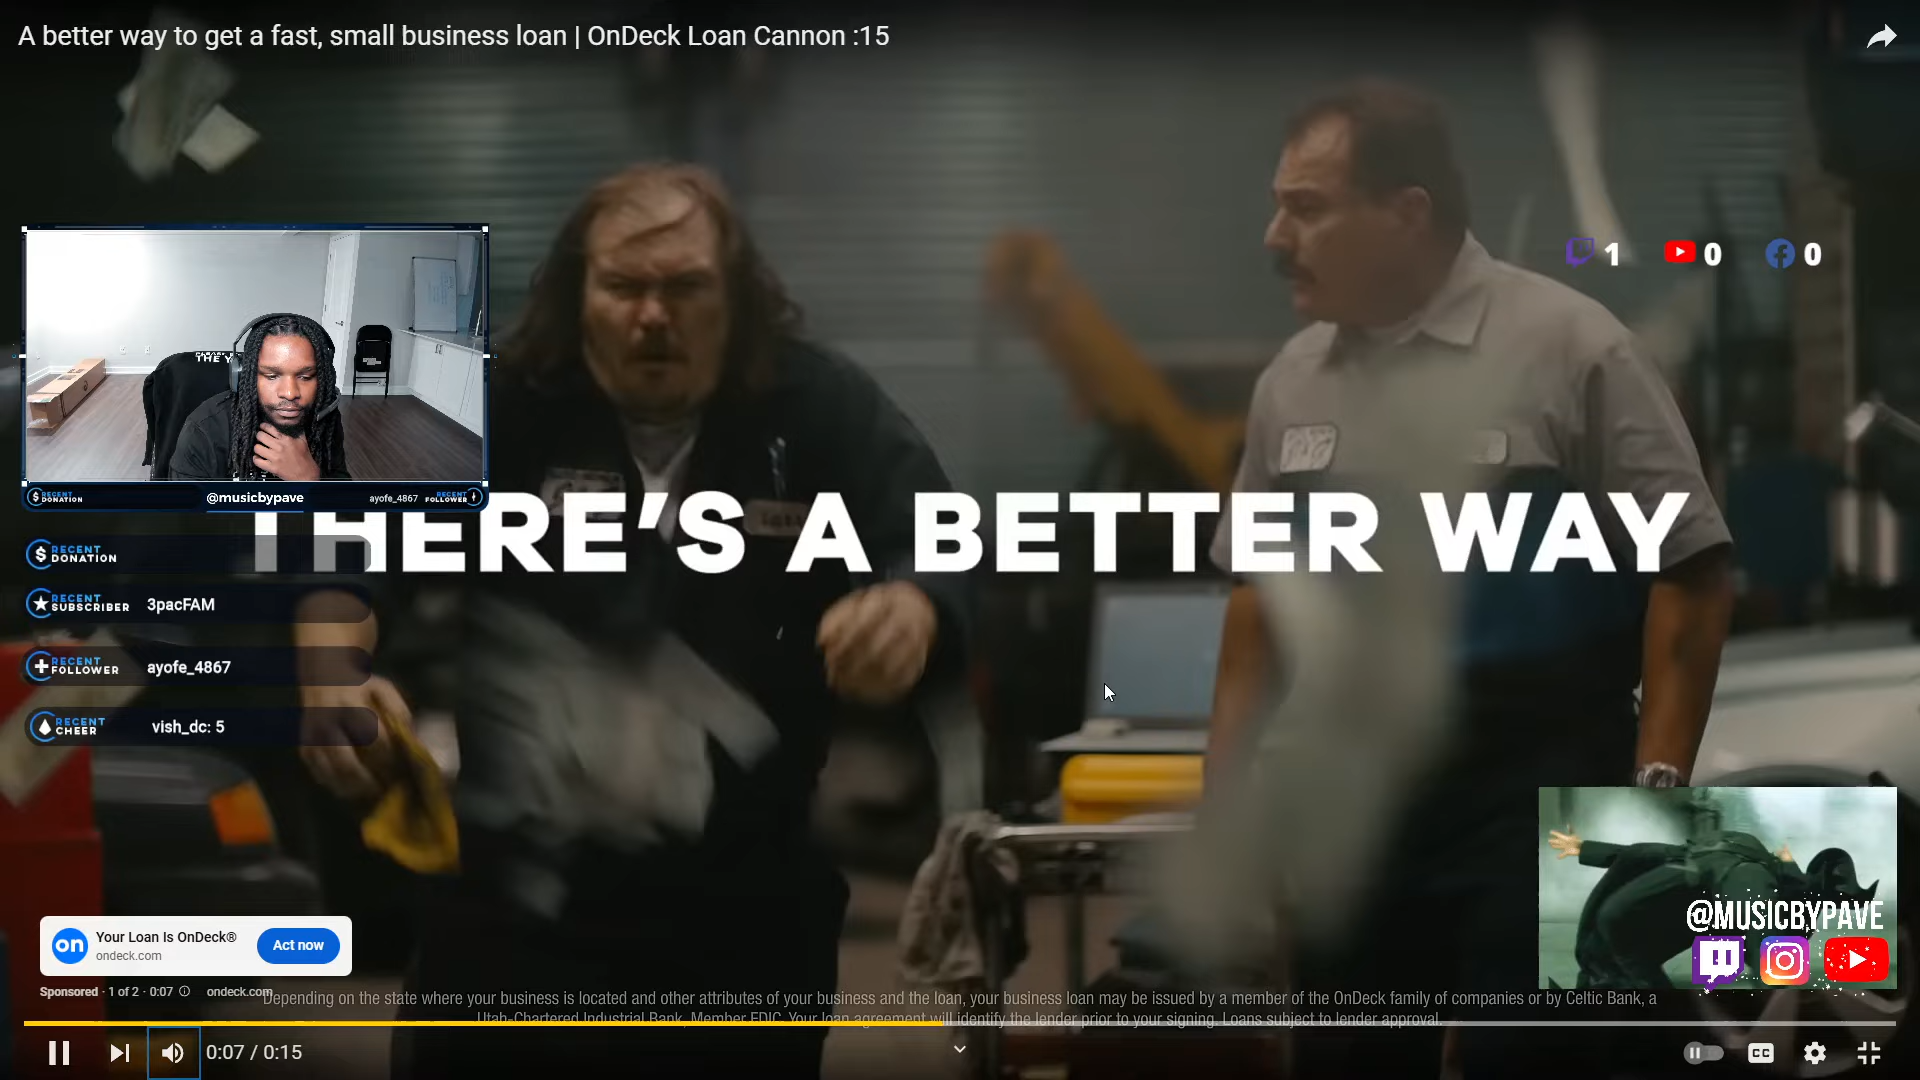 A better way to get a fast, small business loan | OnDeck Loan Cannon :15
1
0
0
THE Y
RECENT DONATION
@musicbypave
ayofe_4867
RECENT FOLLOWER
THERE'S A BETTER WAY
RECENT DONATION
RECENT SUBSCRIBER 3pacFAM
RECENT FOLLOWER ayofe_4867
RECENT CHEER vish_dc: 5
@MUSICBYPAVE
on
Your Loan Is OnDeck®
ondeck.com
Act now
Sponsored · 1 of 2 · 0:07
ondeck.com
Depending on the state where your business is located and other attributes of your business and the loan, your business loan may be issued by a member of the OnDeck family of companies or by Celtic Bank, a
Utah-Chartered Industrial Bank, Member FDIC. Your loan agreement will identify the lender prior to your signing. Loans subject to lender approval.
0:07 / 0:15
CC